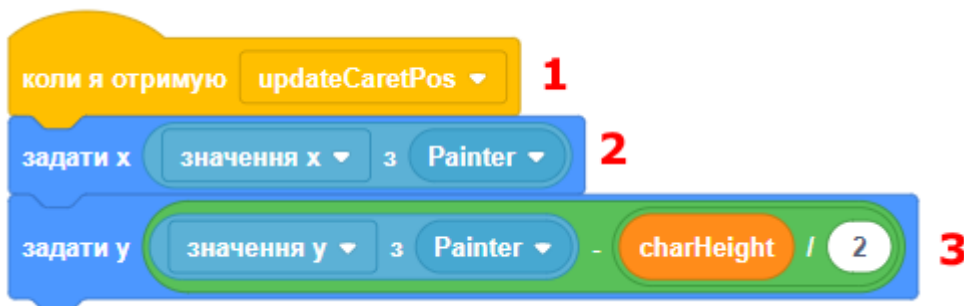 коли я отримую updateCaretPos 1
задати x значення x з Painter 2
задати y значення y з Painter - charHeight / 2 3